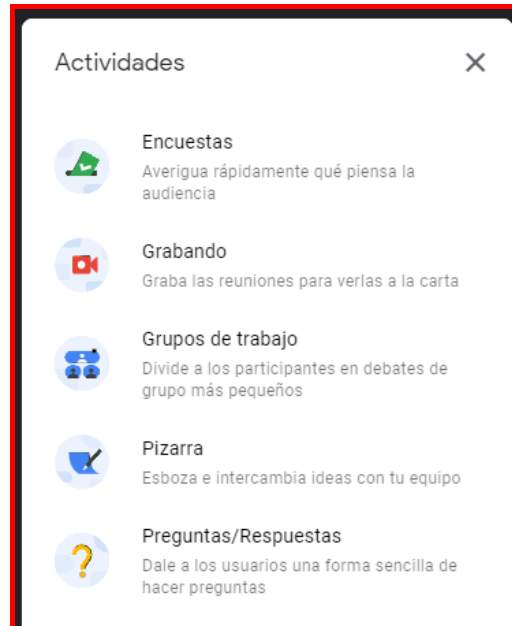 Actividades
Encuestas
Averigua rápidamente qué piensa la
audiencia
Grabando
Graba las reuniones para verlas a la carta
Grupos de trabajo
Divide a los participantes en debates de
grupo más pequeños
Pizarra
Esboza e intercambia ideas con tu equipo
Preguntas/Respuestas
Dale a los usuarios una forma sencilla de
hacer preguntas